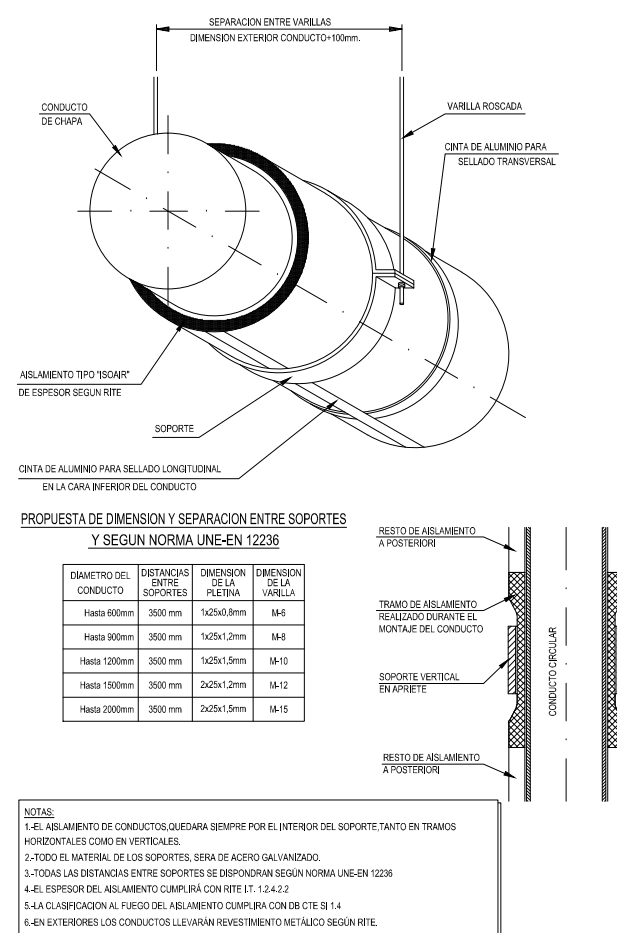 SEPARACION ENTRE VARILLAS
DIMENSION EXTERIOR CONDUCTO+100mm.
CONDUCTO
DE CHAPA
VARILLA ROSCADA
CINTA DE ALUMINIO PARA
SELLADO TRANSVERSAL
AISLAMIENTO TIPO "ISOAIR"
DE ESPESOR SEGUN RITE
SOPORTE
CINTA DE ALUMINIO PARA SELLADO LONGITUDINAL
EN LA CARA INFERIOR DEL CONDUCTO
PROPUESTA DE DIMENSION Y SEPARACION ENTRE SOPORTES
Y SEGUN NORMA UNE-EN 12236
DIAMETRO DEL CONDUCTO DISTANCIAS ENTRE SOPORTES DIMENSION DE LA PLETINA DIMENSION DE LA VARILLA
Hasta 600mm 3500 mm 1x25x0,8mm M-6
Hasta 900mm 3500 mm 1x25x1,2mm M-8
Hasta 1200mm 3500 mm 1x25x1,5mm M-10
Hasta 1500mm 3500 mm 2x25x1,2mm M-12
Hasta 2000mm 3500 mm 2x25x1,5mm M-15
RESTO DE AISLAMIENTO
A POSTERIORI
TRAMO DE AISLAMIENTO
REALIZADO DURANTE EL
MONTAJE DEL CONDUCTO
SOPORTE VERTICAL
EN APRIETE
CONDUCTO CIRCULAR
RESTO DE AISLAMIENTO
A POSTERIORI
NOTAS:
1.-EL AISLAMIENTO DE CONDUCTOS,QUEDARA SIEMPRE POR EL INTERIOR DEL SOPORTE,TANTO EN TRAMOS
HORIZONTALES COMO EN VERTICALES.
2.-TODO EL MATERIAL DE LOS SOPORTES, SERA DE ACERO GALVANIZADO.
3.-TODAS LAS DISTANCIAS ENTRE SOPORTES SE DISPONDRAN SEGÚN NORMA UNE-EN 12236
4.-EL ESPESOR DEL AISLAMIENTO CUMPLIRÁ CON RITE I.T. 1.2.4.2.2
5.-LA CLASIFICACION AL FUEGO DEL AISLAMIENTO CUMPLIRA CON DB CTE SI 1.4
6.-EN EXTERIORES LOS CONDUCTOS LLEVARÁN REVESTIMIENTO METÁLICO SEGÚN RITE.